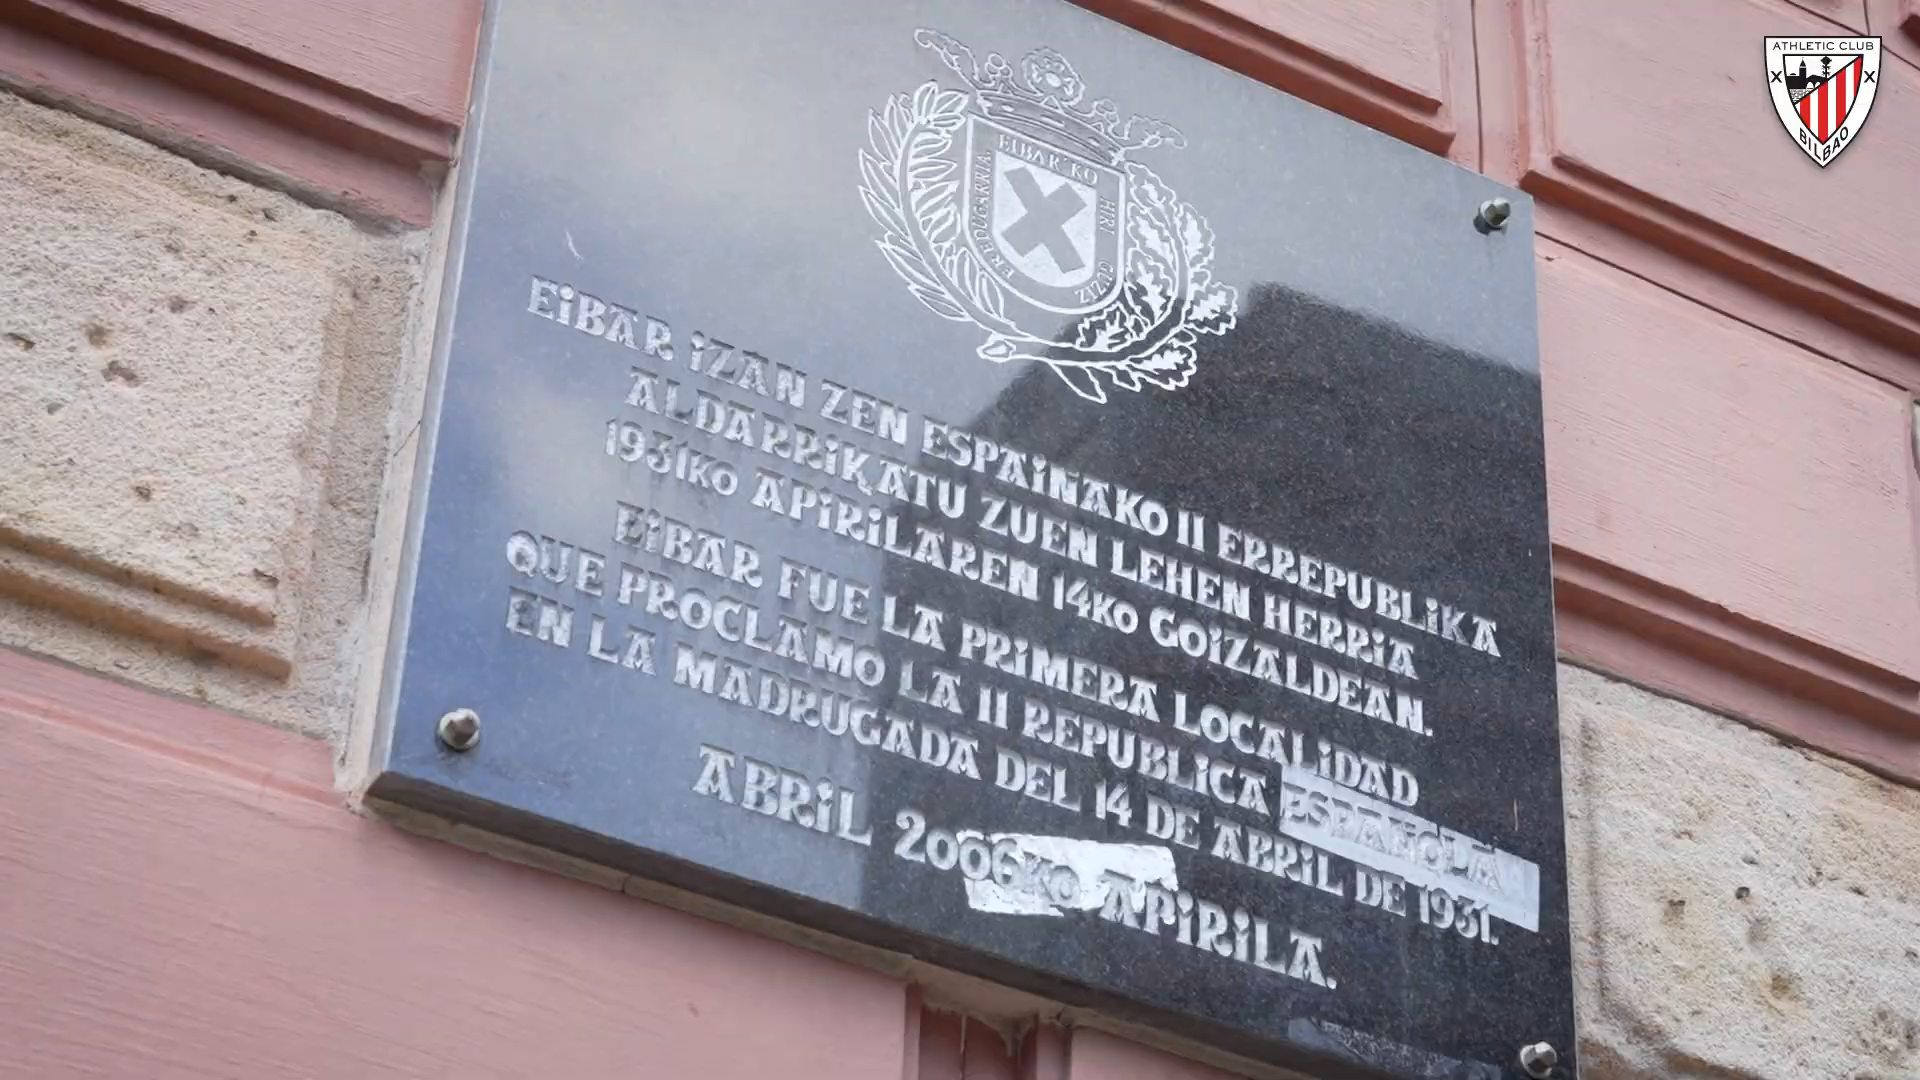 ATHLETIC CLUB
BILBAO
EIBAR'KO HIRI GUZIZ EREDUGARRIA.
EiBAR iZAN ZEN ESPAiÑAKO II ERREPUBLiKA
ALDARRiKATU ZUEN LEHEN HERRiA
1931KO APiRiLAREN 14KO GOiZALDEAN.
EiBAR FUE LA PRiMERA LOCALiDAD
QUE PROCLAMO LA II REPUBLiCA ESPAÑOLA
EN LA MADRUGADA DEL 14 DE ABRiL DE 1931.
ABRiL 2006KO APiRiLA.